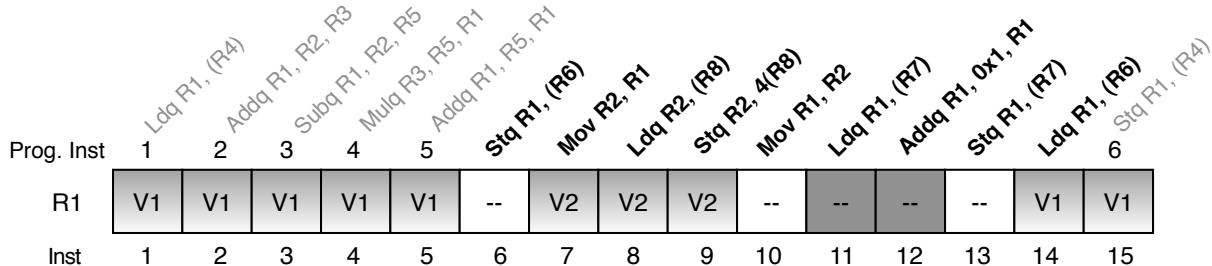 Ldq R1, (R4)
Addq R1, R2, R3
Subq R1, R2, R5
Mulq R3, R5, R1
Addq R1, R5, R1
Stq R1, (R6)
Mov R2, R1
Ldq R2, (R8)
Stq R2, 4(R8)
Mov R1, R2
Ldq R1, (R7)
Addq R1, 0x1, R1
Stq R1, (R7)
Ldq R1, (R6)
Stq R1, (R4)
Prog. Inst 1 2 3 4 5 6
R1 V1 V1 V1 V1 V1 -- V2 V2 V2 -- -- -- -- V1 V1
Inst 1 2 3 4 5 6 7 8 9 10 11 12 13 14 15